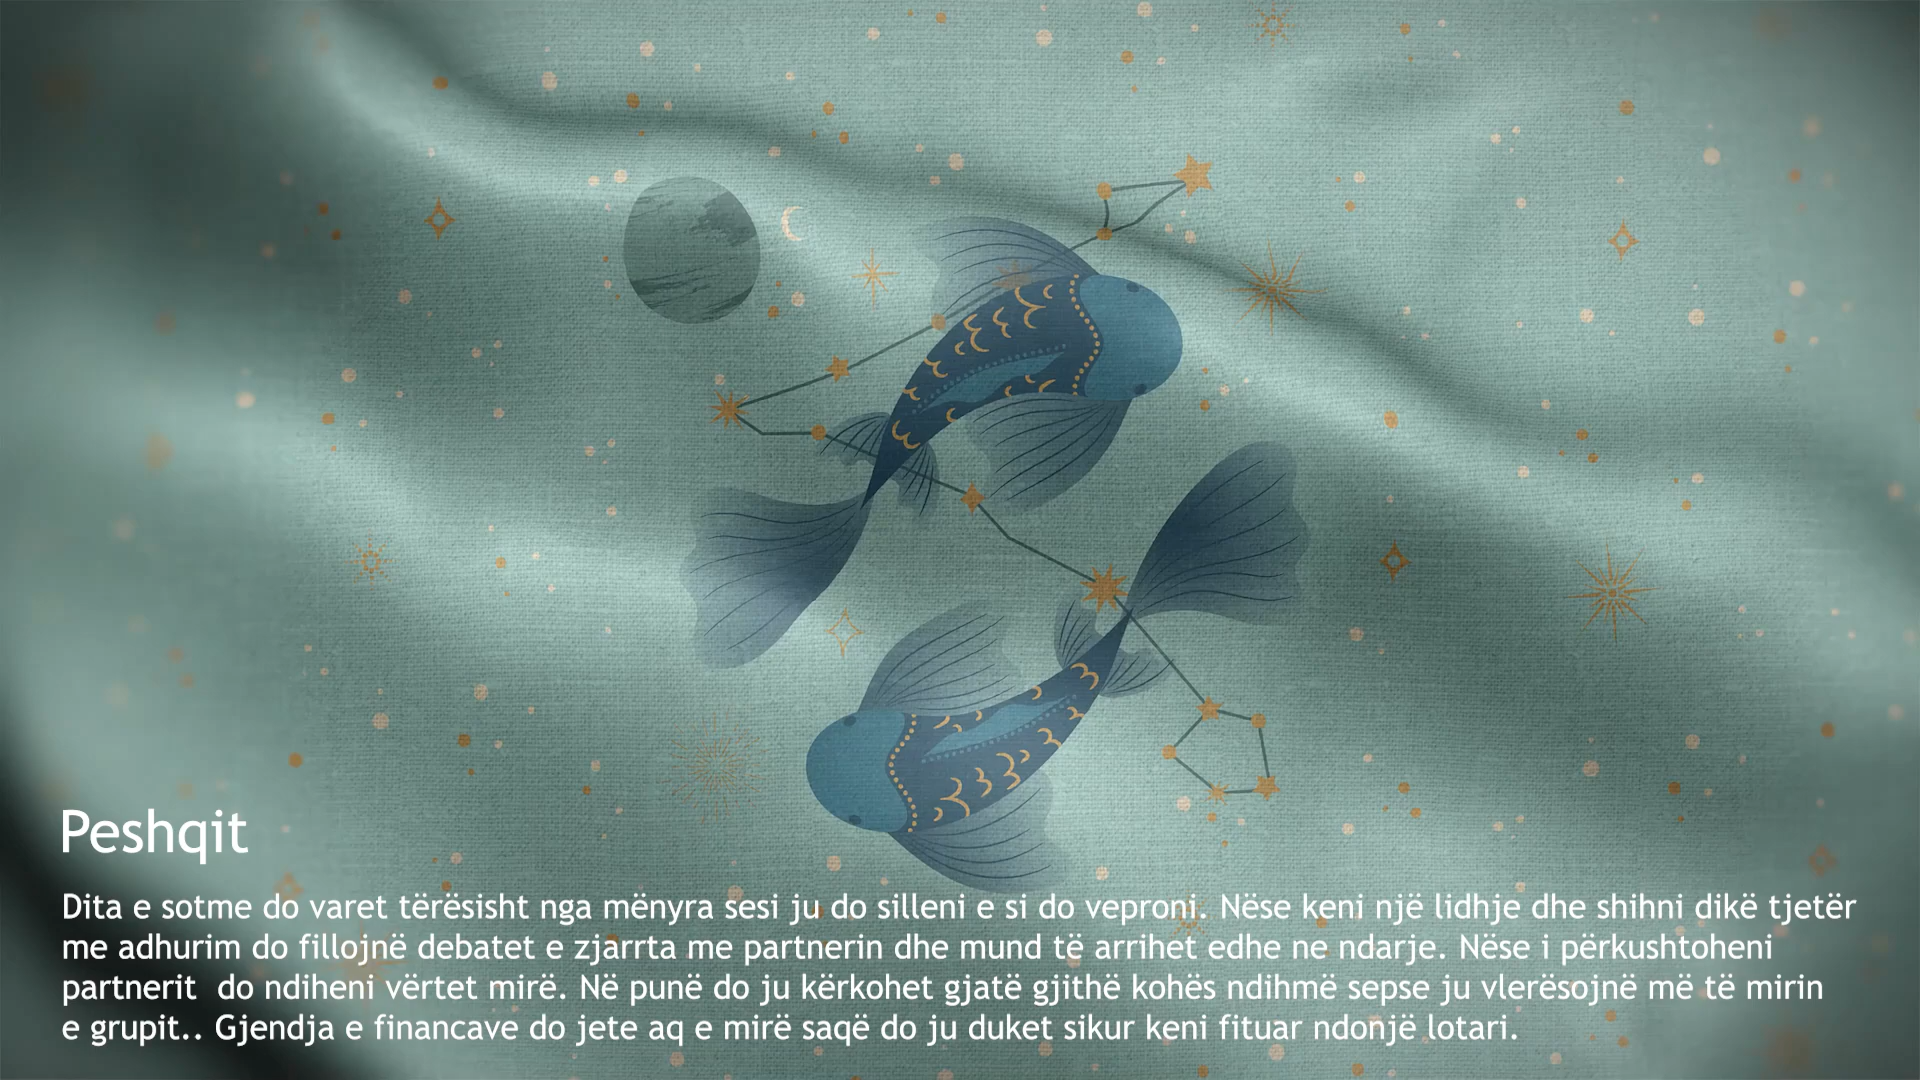 Peshqit
Dita e sotme do varet tërësisht nga mënyra sesi ju do silleni e si do veproni. Nëse keni një lidhje dhe shihni dikë tjetër
me adhurim do fillojnë debatet e zjarrta me partnerin dhe mund të arrihet edhe ne ndarje. Nëse i përkushtoheni
partnerit  do ndiheni vërtet mirë. Në punë do ju kërkohet gjatë gjithë kohës ndihmë sepse ju vlerësojnë më të mirin
e grupit.. Gjendja e financave do jete aq e mirë saqë do ju duket sikur keni fituar ndonjë lotari.